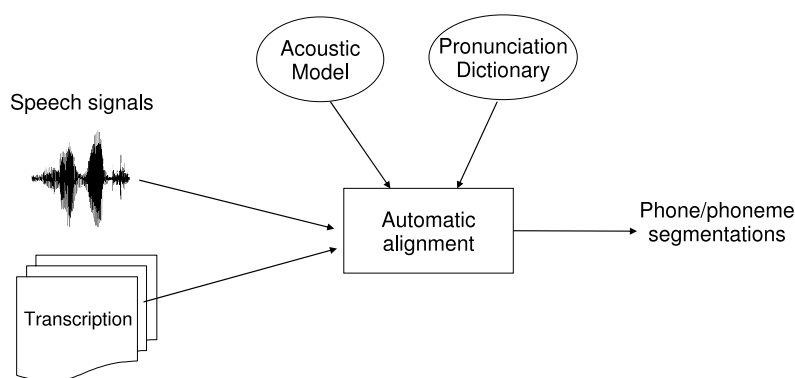 Acoustic
Model
Pronunciation
Dictionary
Speech signals
Automatic
alignment
Phone/phoneme
segmentations
Transcription